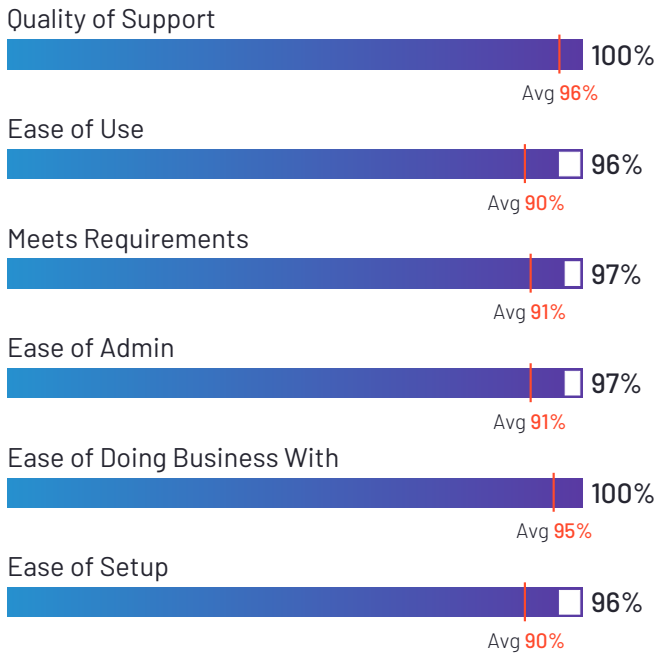 Quality of Support
100%
Avg 96%
Ease of Use
96%
Avg 90%
Meets Requirements
97%
Avg 91%
Ease of Admin
97%
Avg 91%
Ease of Doing Business With
100%
Avg 95%
Ease of Setup
96%
Avg 90%